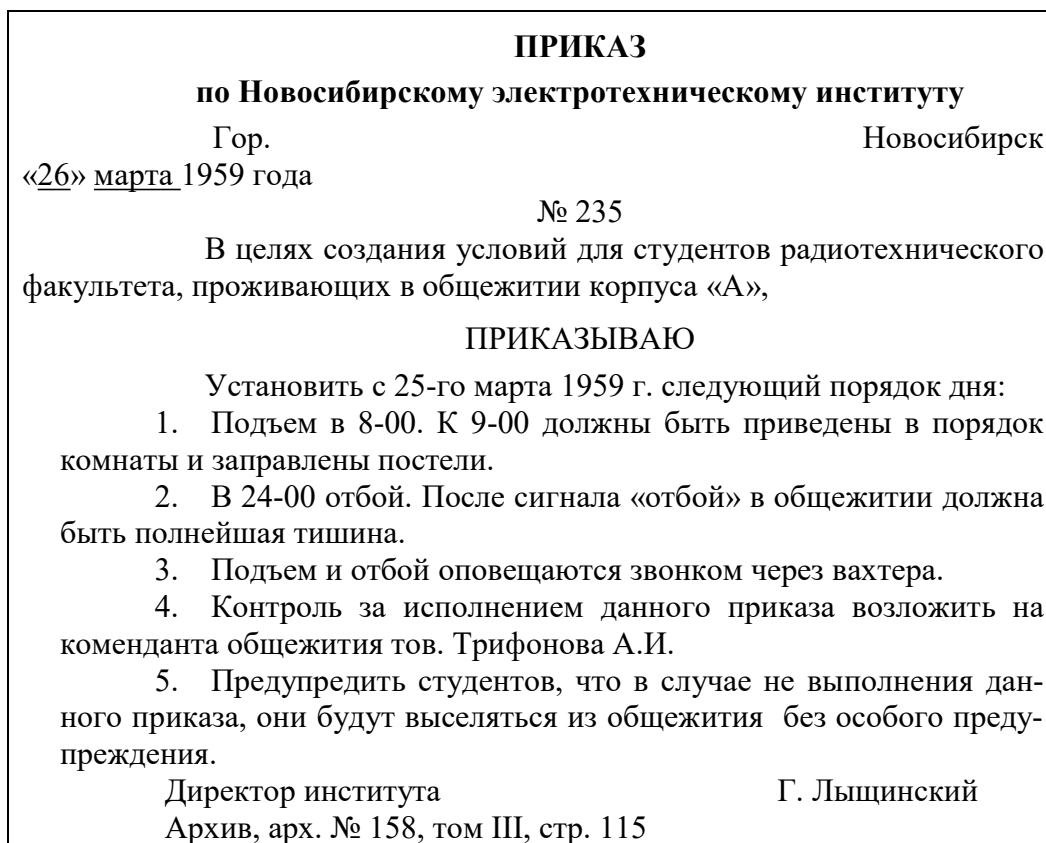 ПРИКАЗ
по Новосибирскому электротехническому институту
Гор. Новосибирск
«26» марта 1959 года
№ 235
В целях создания условий для студентов радиотехнического
факультета, проживающих в общежитии корпуса «А»,
ПРИКАЗЫВАЮ
Установить с 25-го марта 1959 г. следующий порядок дня:
1. Подъем в 8-00. К 9-00 должны быть приведены в порядок
комнаты и заправлены постели.
2. В 24-00 отбой. После сигнала «отбой» в общежитии должна
быть полнейшая тишина.
3. Подъем и отбой оповещаются звонком через вахтера.
4. Контроль за исполнением данного приказа возложить на
коменданта общежития тов. Трифонова А.И.
5. Предупредить студентов, что в случае не выполнения дан-
ного приказа, они будут выселяться из общежития без особого преду-
преждения.
Директор института Г. Лыщинский
Архив, арх. № 158, том III, стр. 115